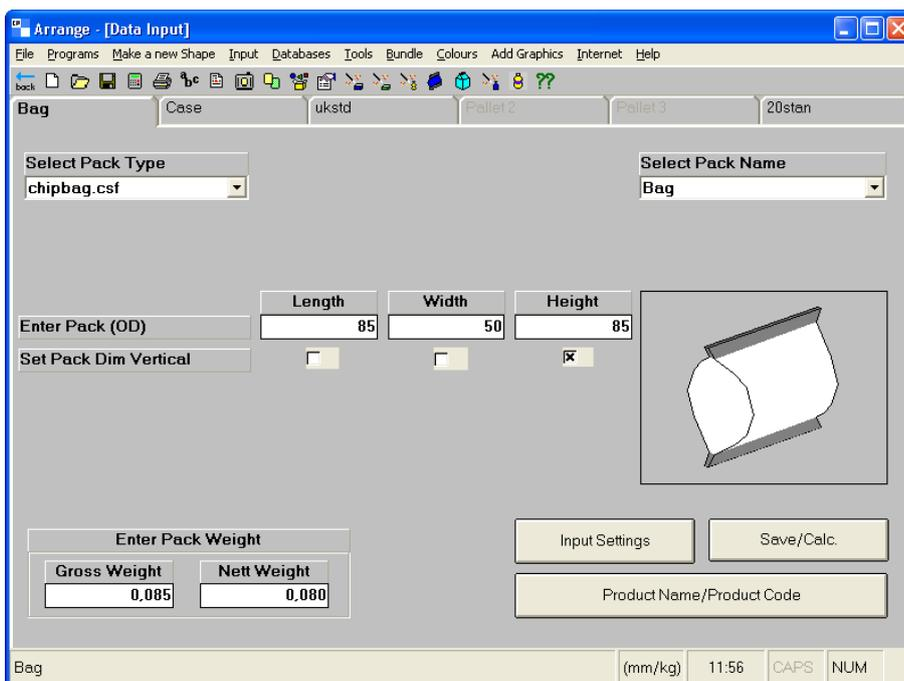 Arrange - [Data Input]
File Programs Make a new Shape Input Databases Tools Bundle Colours Add Graphics Internet Help
back abc ??
Bag Case ukstd Pallet 2 Pallet 3 20stan
Select Pack Type Select Pack Name
chipbag.csf Bag
Length Width Height
Enter Pack (OD) 85 50 85
Set Pack Dim Vertical
Enter Pack Weight
Input Settings Save/Calc.
Gross Weight Nett Weight
0,085 0,080
Product Name/Product Code
Bag (mm/kg) 11:56 CAPS NUM